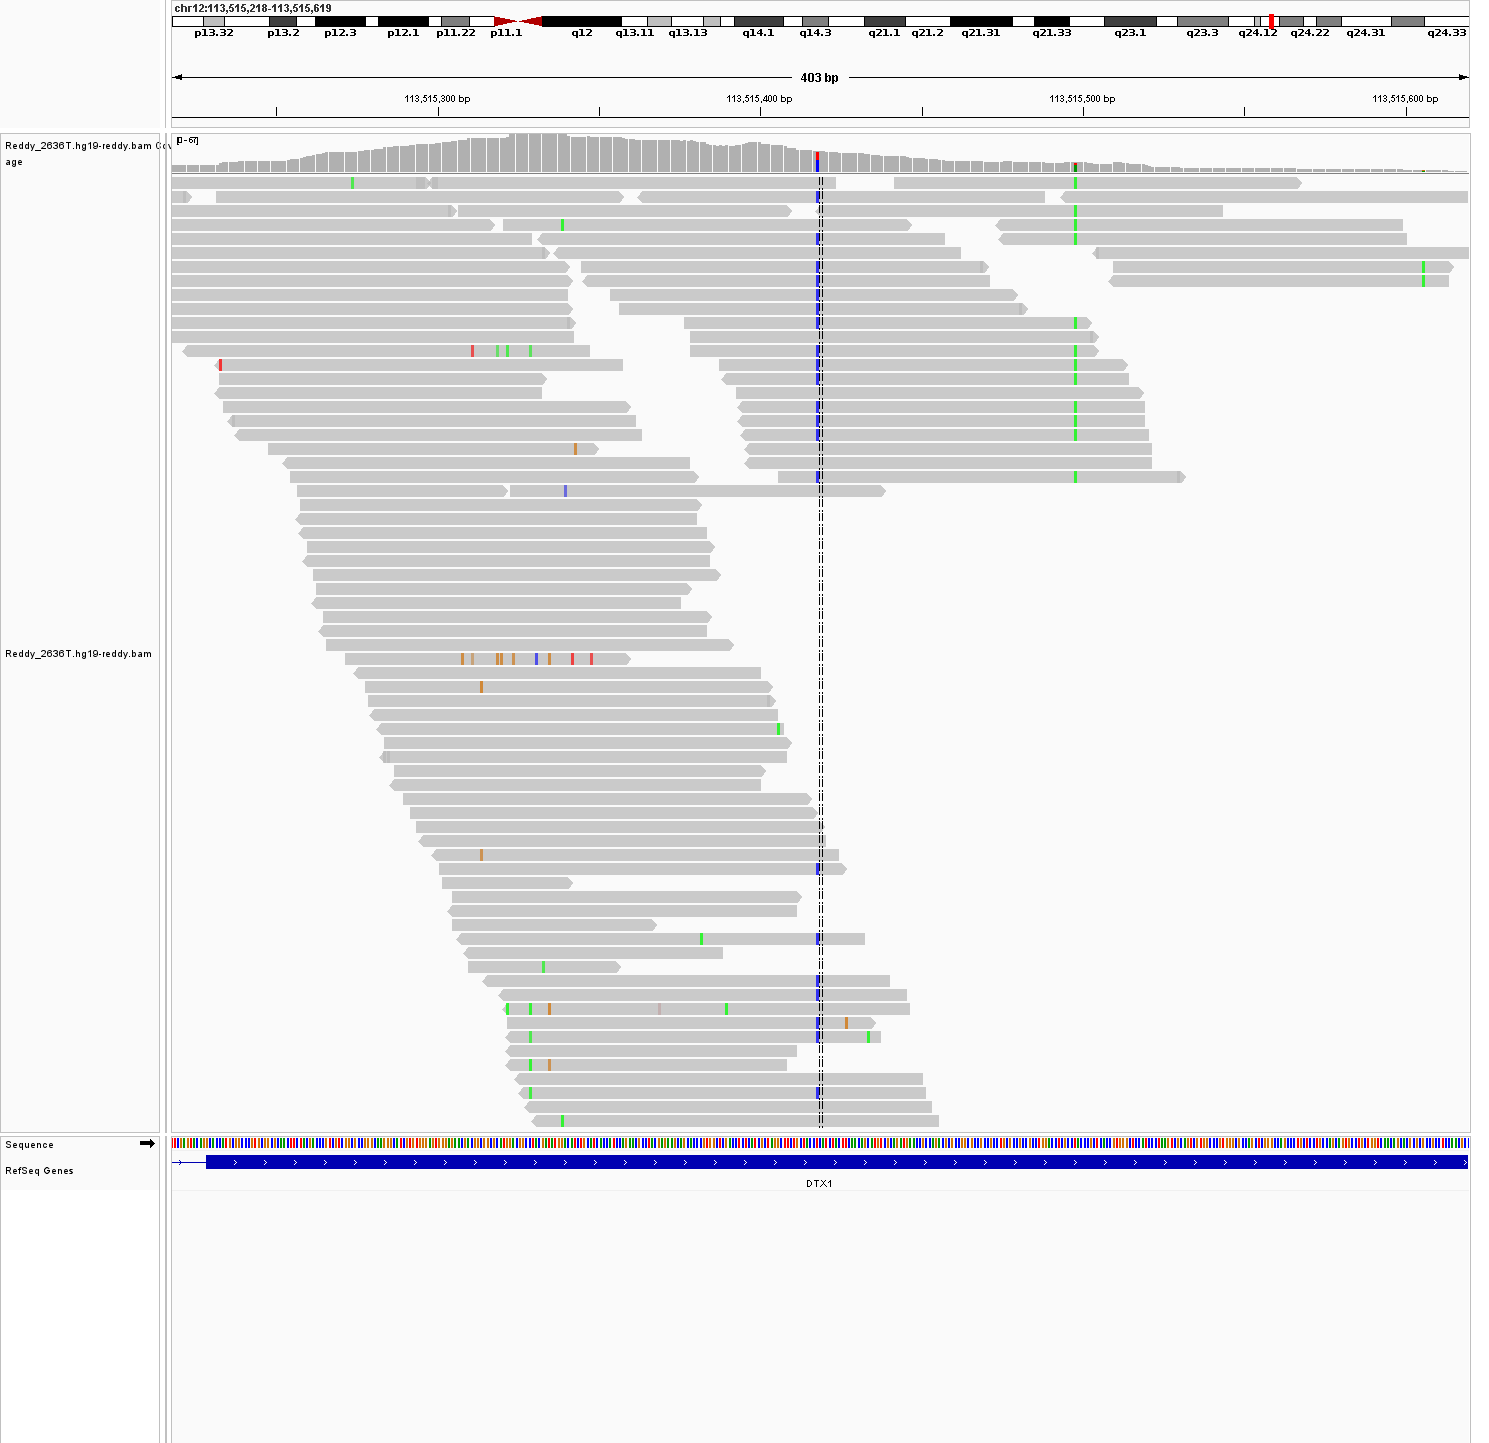 chr12:113,515,218-113,515,619
p13.32 p13.2 p12.3 p12.1 p11.22 p11.1 q12 q13.11 q13.13 q14.1 q14.3 q21.1 q21.2 q21.31 q21.33 q23.1 q23.3 q24.12 q24.22 q24.31 q24.33
403 bp
113,515,300 bp 113,515,400 bp 113,515,500 bp 113,515,600 bp
[0 - 67]
Reddy_2636T.hg19-reddy.bam Cov
age
Reddy_2636T.hg19-reddy.bam
Sequence
RefSeq Genes
DTX1